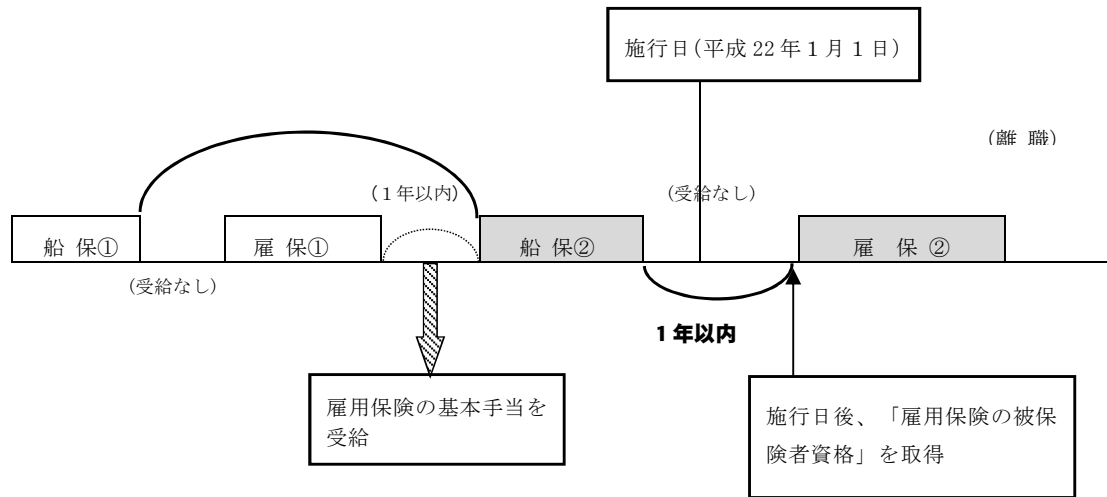 施行日(平成22年1月1日)
(離職)
(1年以内)
(受給なし)
船保①
雇保①
船保②
雇保②
(受給なし)
1年以内
雇用保険の基本手当を
受給
施行日後、「雇用保険の被保
険者資格」を取得